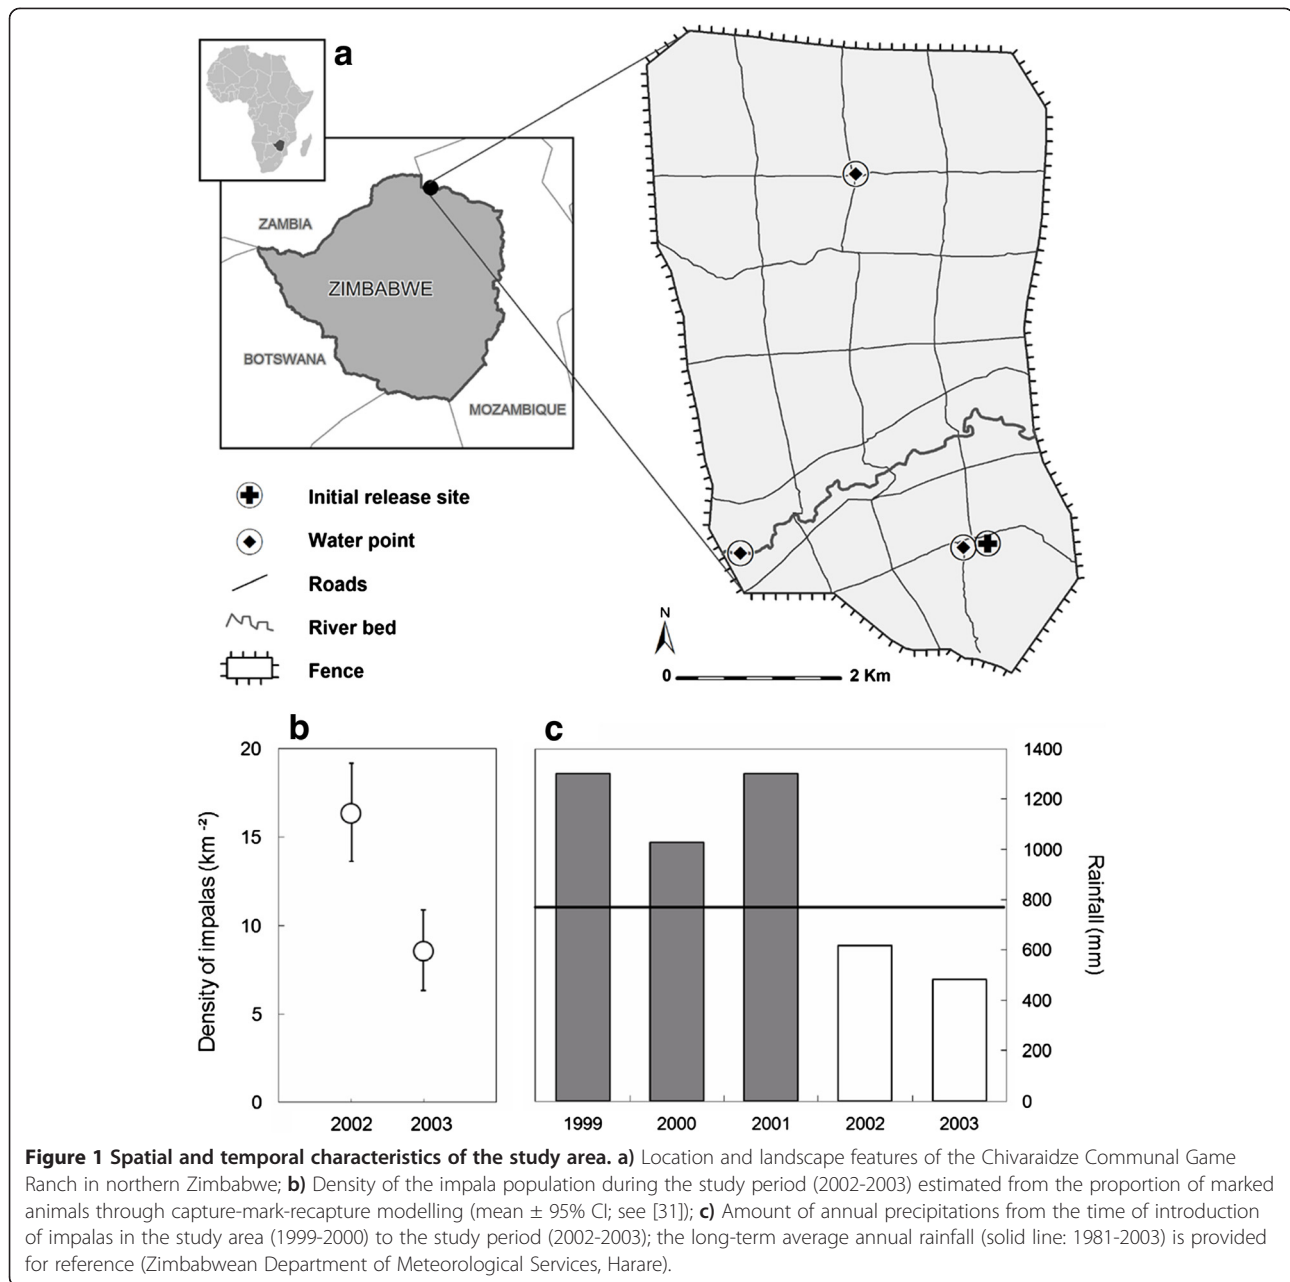 a
ZAMBIA
ZIMBABWE
BOTSWANA
MOZAMBIQUE
Initial release site
Water point
Roads
River bed
Fence
N
0 2 Km
b
Density of impalas (km⁻²)
20
15
10
5
0
2002 2003
c
1400
1200
1000
800
600
400
200
0
Rainfall (mm)
1999 2000 2001 2002 2003
Figure 1 Spatial and temporal characteristics of the study area. a) Location and landscape features of the Chivaraidze Communal Game
Ranch in northern Zimbabwe; b) Density of the impala population during the study period (2002-2003) estimated from the proportion of marked
animals through capture-mark-recapture modelling (mean ± 95% CI; see [31]); c) Amount of annual precipitations from the time of introduction
of impalas in the study area (1999-2000) to the study period (2002-2003); the long-term average annual rainfall (solid line: 1981-2003) is provided
for reference (Zimbabwean Department of Meteorological Services, Harare).